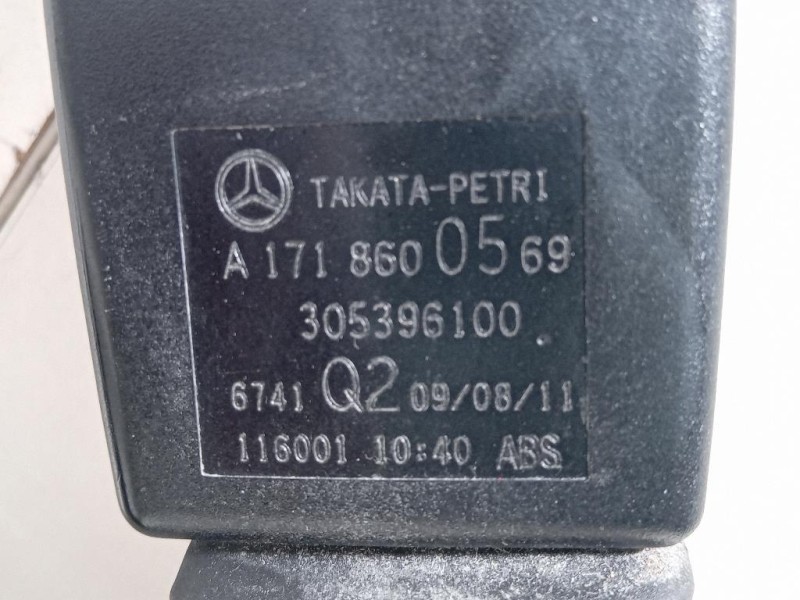 TAKATA-PETRI
A 171 860 05 69
305396100
6741 Q2 09/08/11
116001 10:40 ABS